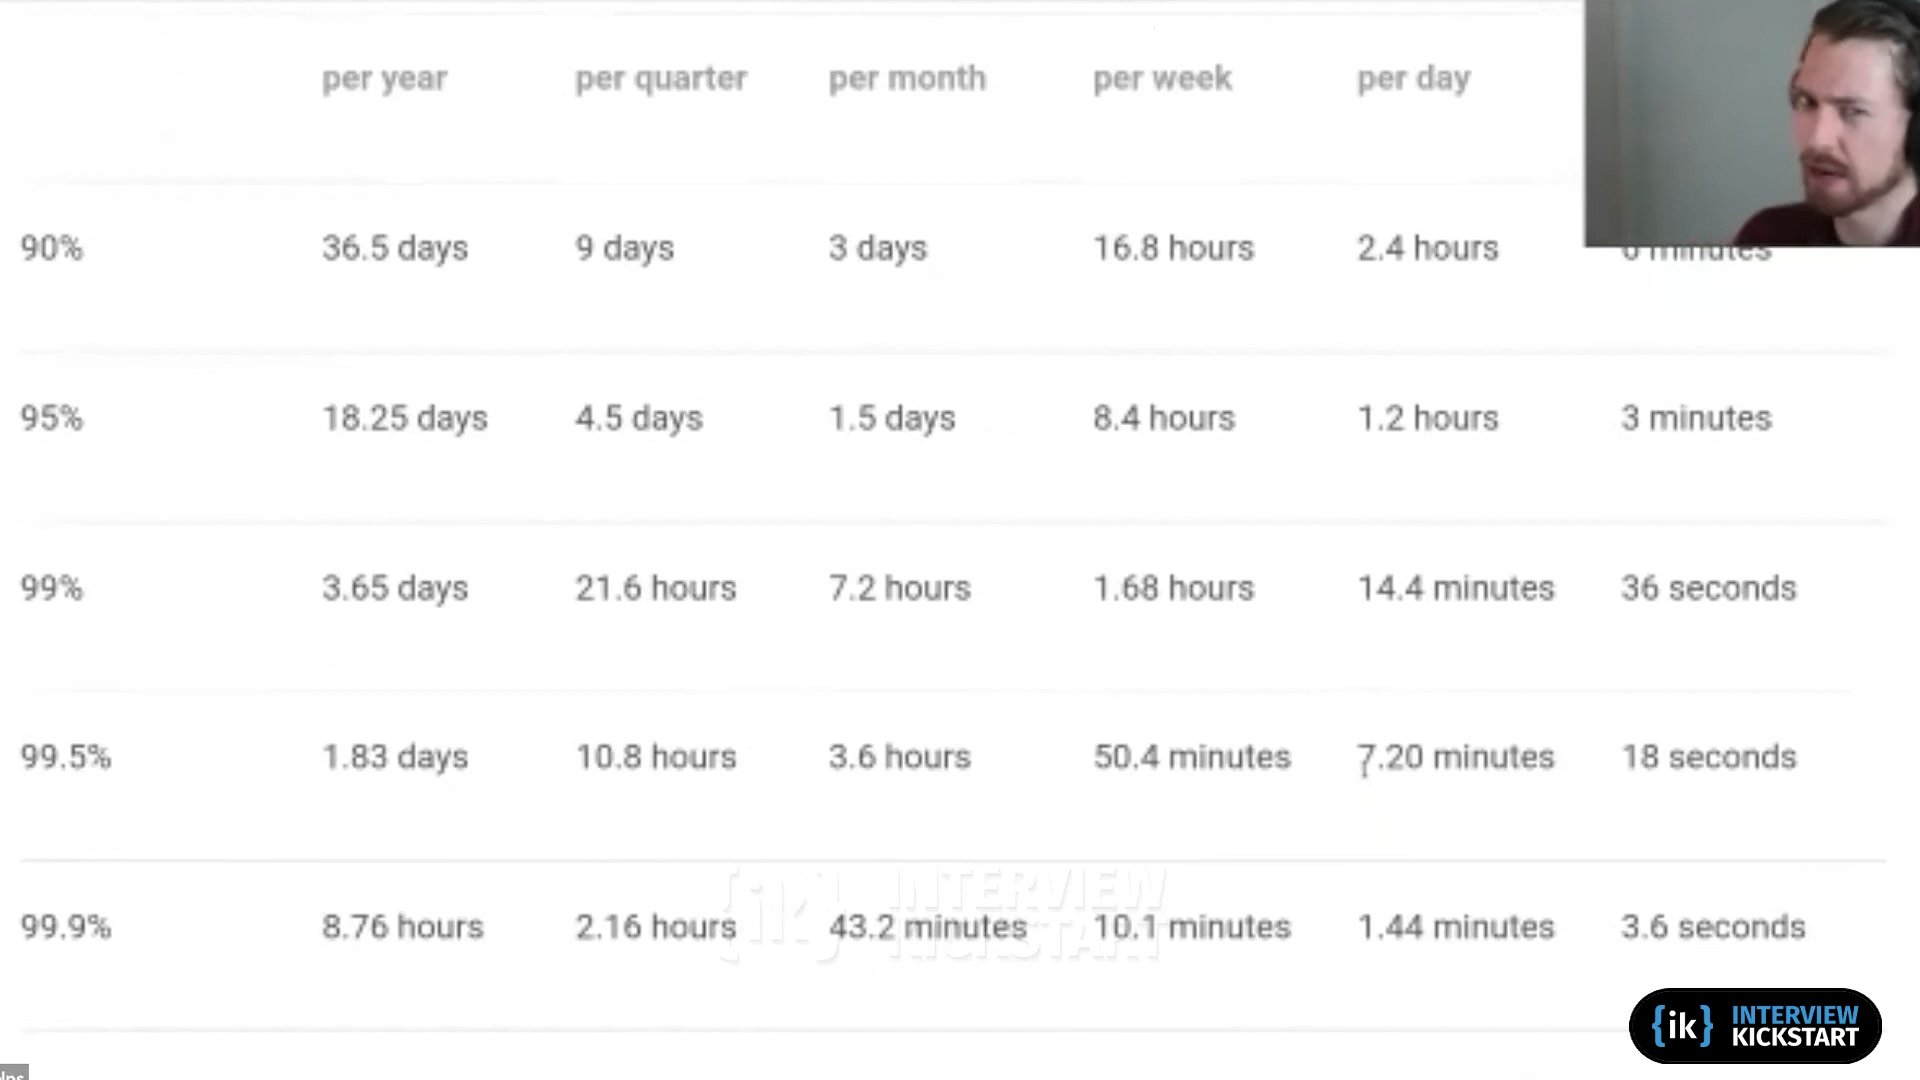 per year per quarter per month per week per day
90% 36.5 days 9 days 3 days 16.8 hours 2.4 hours minutes
95% 18.25 days 4.5 days 1.5 days 8.4 hours 1.2 hours 3 minutes
99% 3.65 days 21.6 hours 7.2 hours 1.68 hours 14.4 minutes 36 seconds
99.5% 1.83 days 10.8 hours 3.6 hours 50.4 minutes 7.20 minutes 18 seconds
99.9% 8.76 hours 2.16 hours 43.2 minutes 10.1 minutes 1.44 minutes 3.6 seconds
{ik} INTERVIEW
KICKSTART
{ik} INTERVIEW
KICKSTART